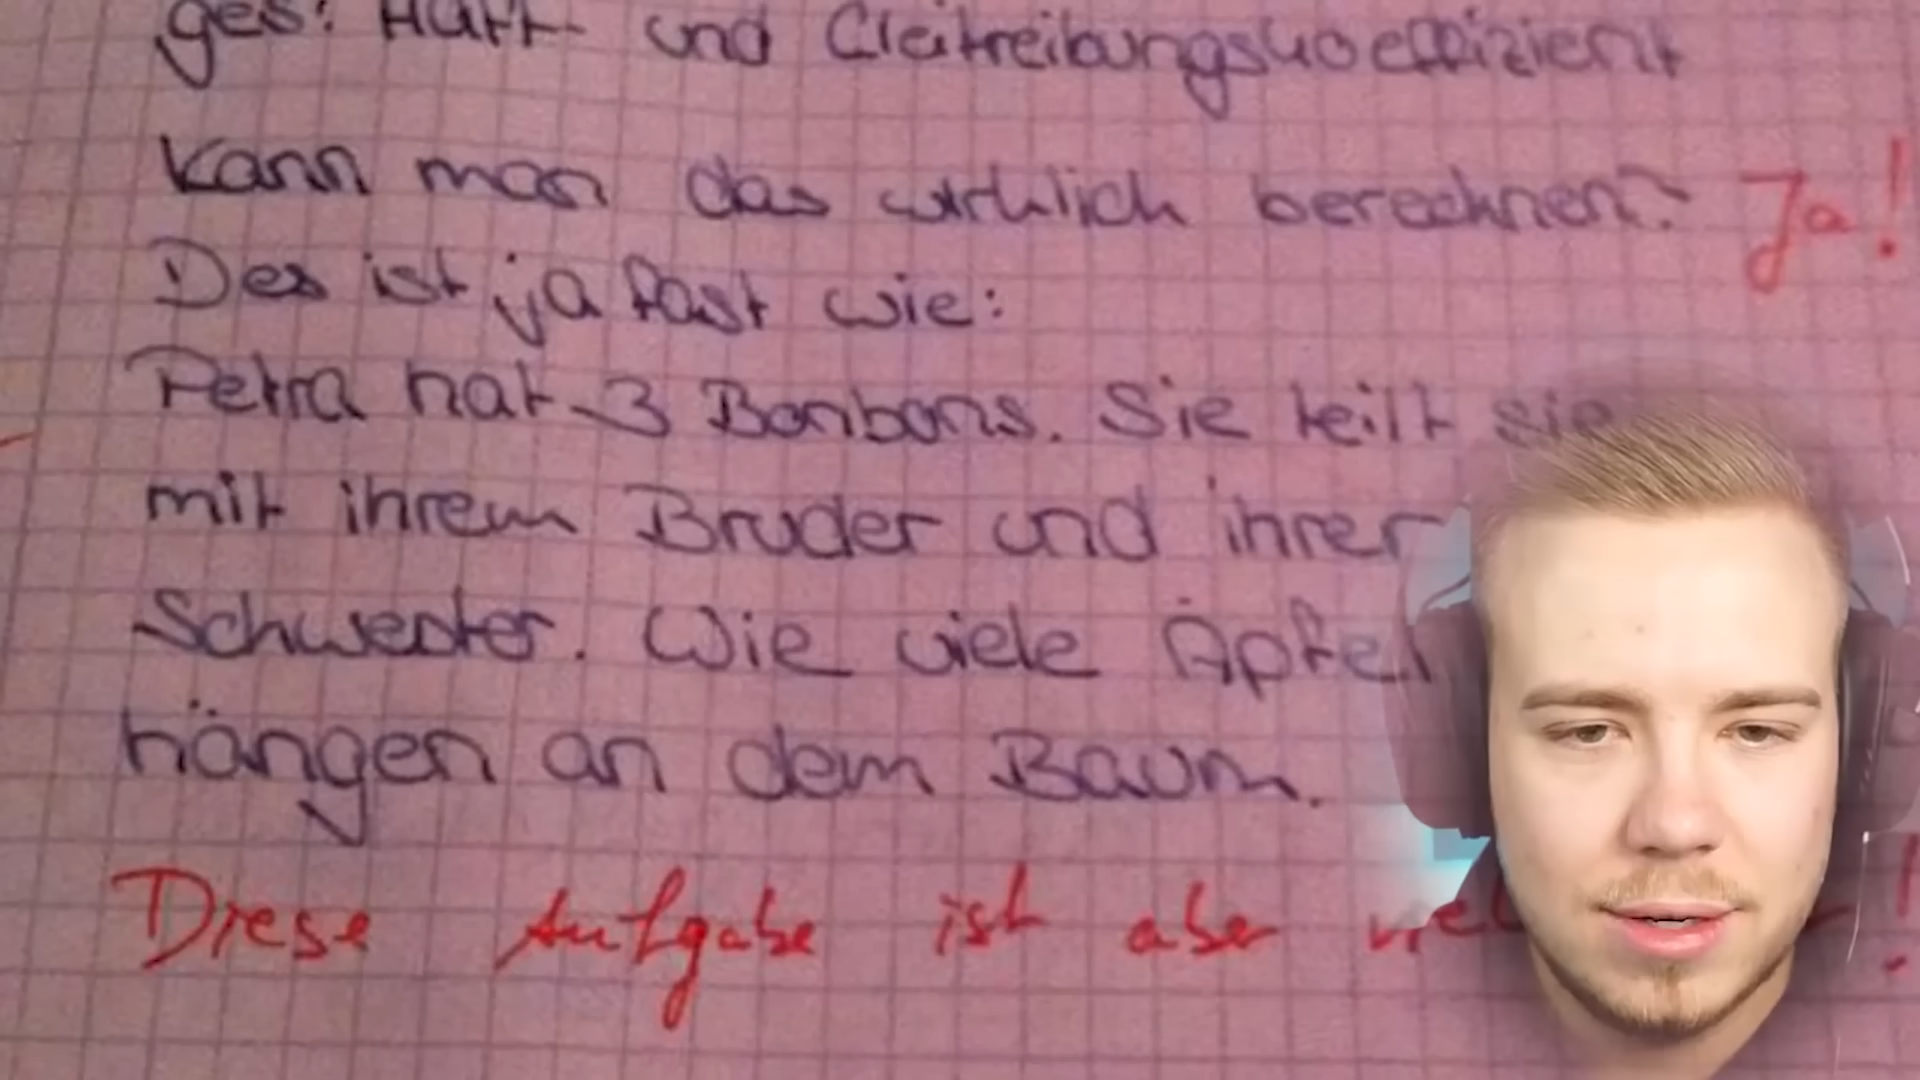 ges: Haft- und Gleitreibungskoeffizient
Kann man das wirklich berechnen? Ja!
Des ist ja fast wie:
Petra hat 3 Bonbons. Sie teilt sie
mit ihrem Bruder und ihrer
Schwester. Wie viele Äpfel
hängen an dem Baum.
Diese Aufgabe ist aber !